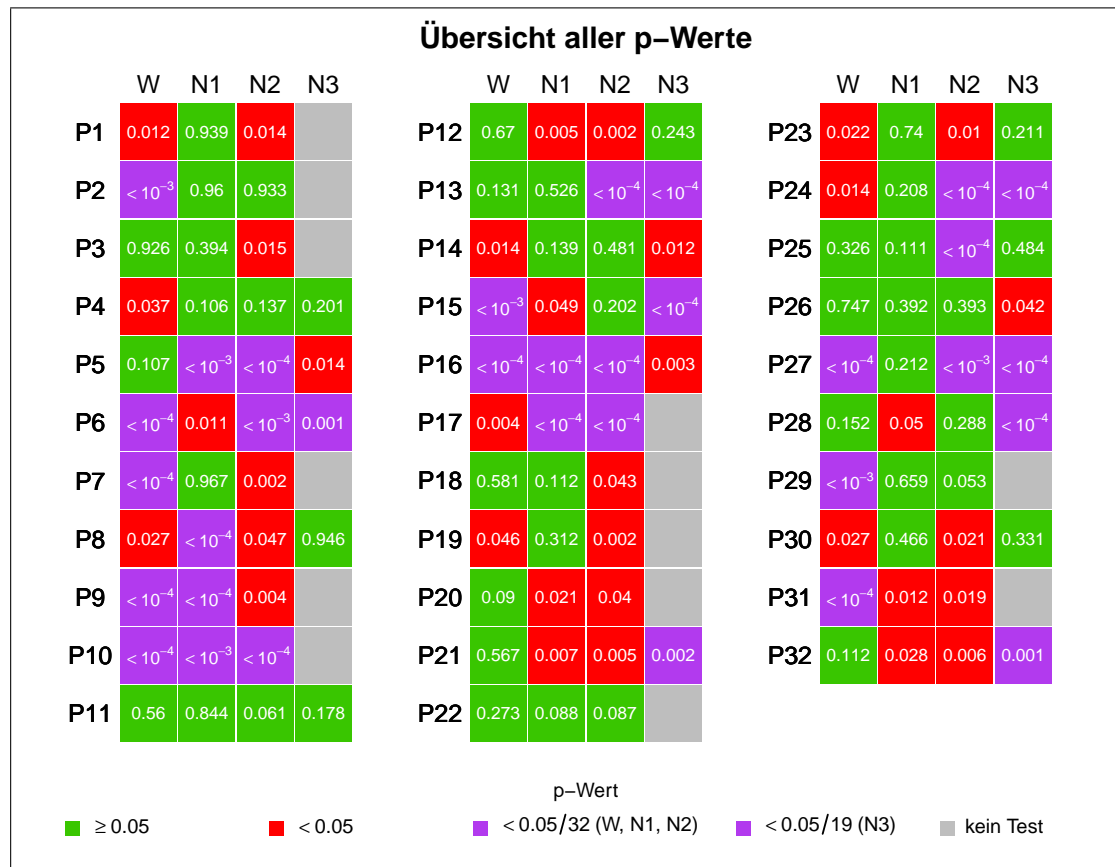 Übersicht aller p−Werte
W N1 N2 N3 W N1 N2 N3 W N1 N2 N3
P1 0.012 0.939 0.014 P12 0.67 0.005 0.002 0.243 P23 0.022 0.74 0.01 0.211
P2 < 10⁻³ 0.96 0.933 P13 0.131 0.526 < 10⁻⁴ < 10⁻⁴ P24 0.014 0.208 < 10⁻⁴ < 10⁻⁴
P3 0.926 0.394 0.015 P14 0.014 0.139 0.481 0.012 P25 0.326 0.111 < 10⁻⁴ 0.484
P4 0.037 0.106 0.137 0.201 P15 < 10⁻³ 0.049 0.202 < 10⁻⁴ P26 0.747 0.392 0.393 0.042
P5 0.107 < 10⁻³ < 10⁻⁴ 0.014 P16 < 10⁻⁴ < 10⁻⁴ < 10⁻⁴ 0.003 P27 < 10⁻⁴ 0.212 < 10⁻³ < 10⁻⁴
P6 < 10⁻⁴ 0.011 < 10⁻³ 0.001 P17 0.004 < 10⁻⁴ < 10⁻⁴ P28 0.152 0.05 0.288 < 10⁻⁴
P7 < 10⁻⁴ 0.967 0.002 P18 0.581 0.112 0.043 P29 < 10⁻³ 0.659 0.053
P8 0.027 < 10⁻⁴ 0.047 0.946 P19 0.046 0.312 0.002 P30 0.027 0.466 0.021 0.331
P9 < 10⁻⁴ < 10⁻⁴ 0.004 P20 0.09 0.021 0.04 P31 < 10⁻⁴ 0.012 0.019
P10 < 10⁻⁴ < 10⁻³ < 10⁻⁴ P21 0.567 0.007 0.005 0.002 P32 0.112 0.028 0.006 0.001
P11 0.56 0.844 0.061 0.178 P22 0.273 0.088 0.087
p−Wert
≥ 0.05 < 0.05 < 0.05/32 (W, N1, N2) < 0.05/19 (N3) kein Test